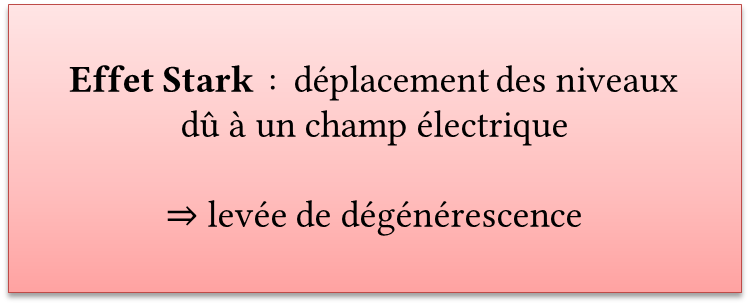 Effet Stark : déplacement des niveaux
dû à un champ électrique
⇒ levée de dégénérescence